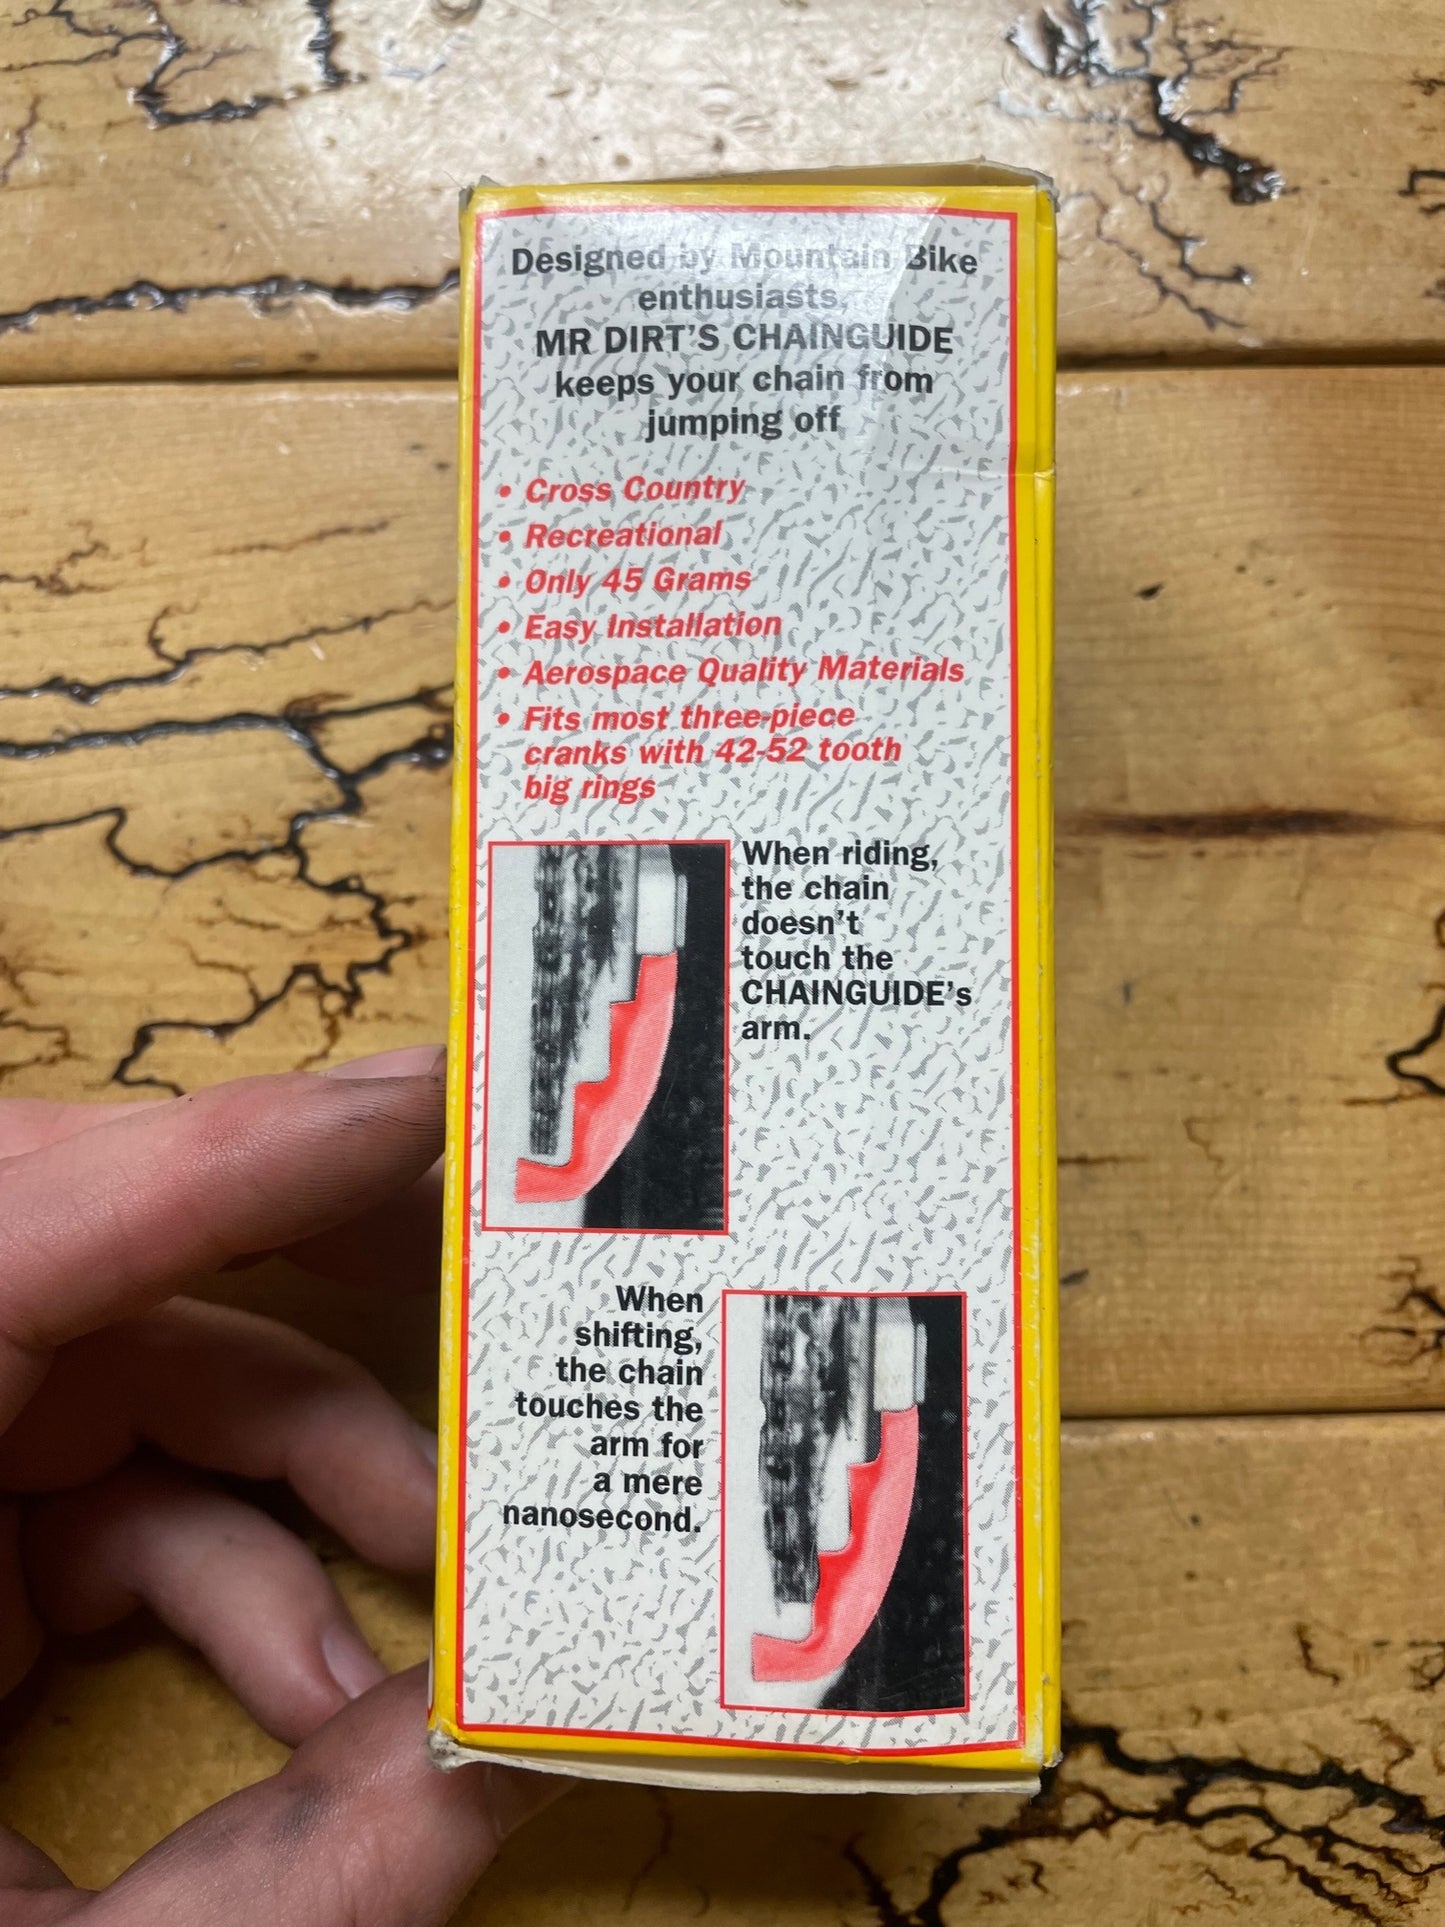 Designed by Mountain Bike
enthusiasts,
MR DIRT'S CHAINGUIDE
keeps your chain from
jumping off
• Cross Country
• Recreational
• Only 45 Grams
• Easy Installation
• Aerospace Quality Materials
• Fits most three-piece
cranks with 42-52 tooth
big rings
When riding,
the chain
doesn't
touch the
CHAINGUIDE's
arm.
When
shifting,
the chain
touches the
arm for
a mere
nanosecond.